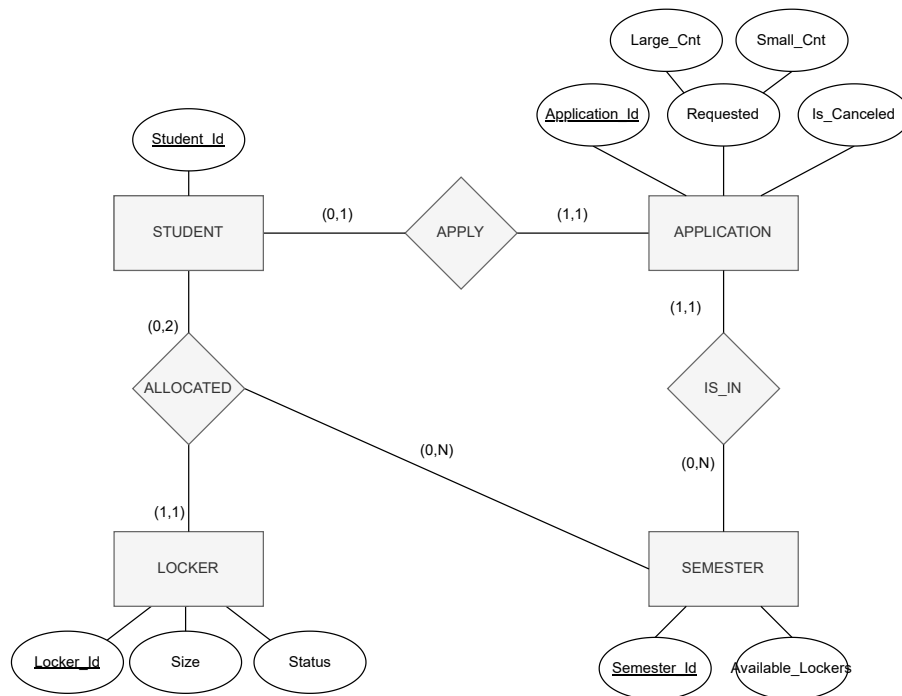 Large_Cnt
Small_Cnt
Application_Id
Requested
Is_Canceled
Student_Id
STUDENT
(0,1)
APPLY
(1,1)
APPLICATION
(0,2)
(1,1)
ALLOCATED
IS_IN
(0,N)
(0,N)
(1,1)
LOCKER
SEMESTER
Locker_Id
Size
Status
Semester_Id
Available_Lockers